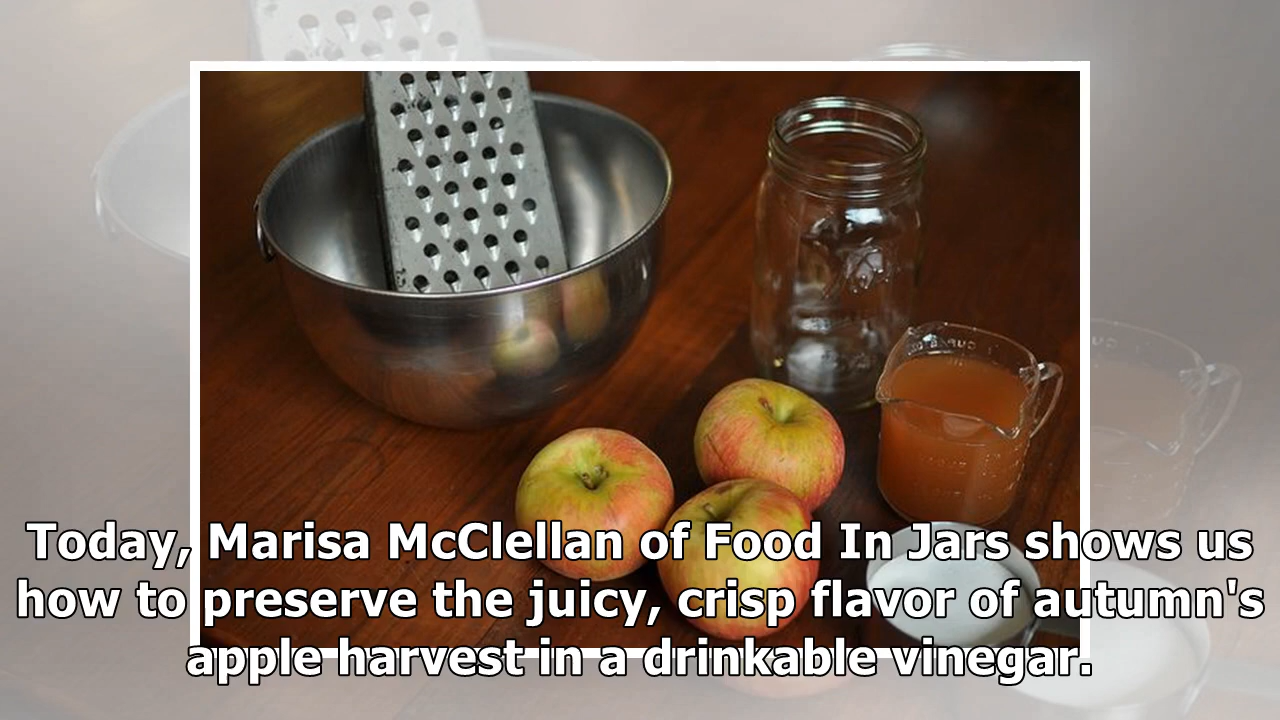 Today, Marisa McClellan of Food In Jars shows us
how to preserve the juicy, crisp flavor of autumn's
apple harvest in a drinkable vinegar.